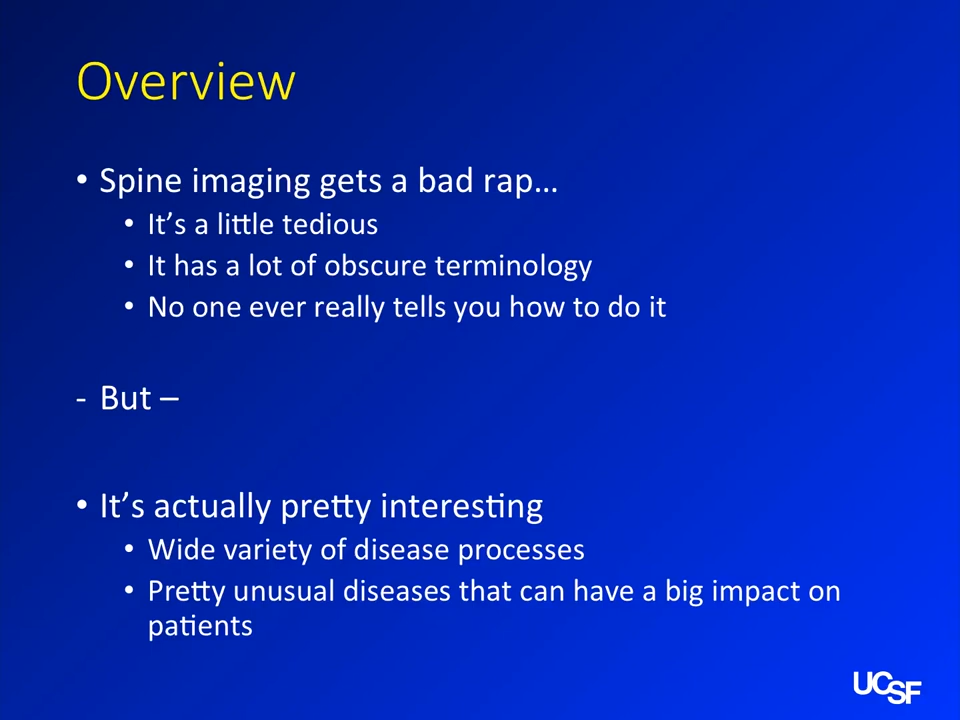 Overview
• Spine imaging gets a bad rap…
• It’s a little tedious
• It has a lot of obscure terminology
• No one ever really tells you how to do it
- But –
• It’s actually pretty interesting
• Wide variety of disease processes
• Pretty unusual diseases that can have a big impact on
patients
UCSF